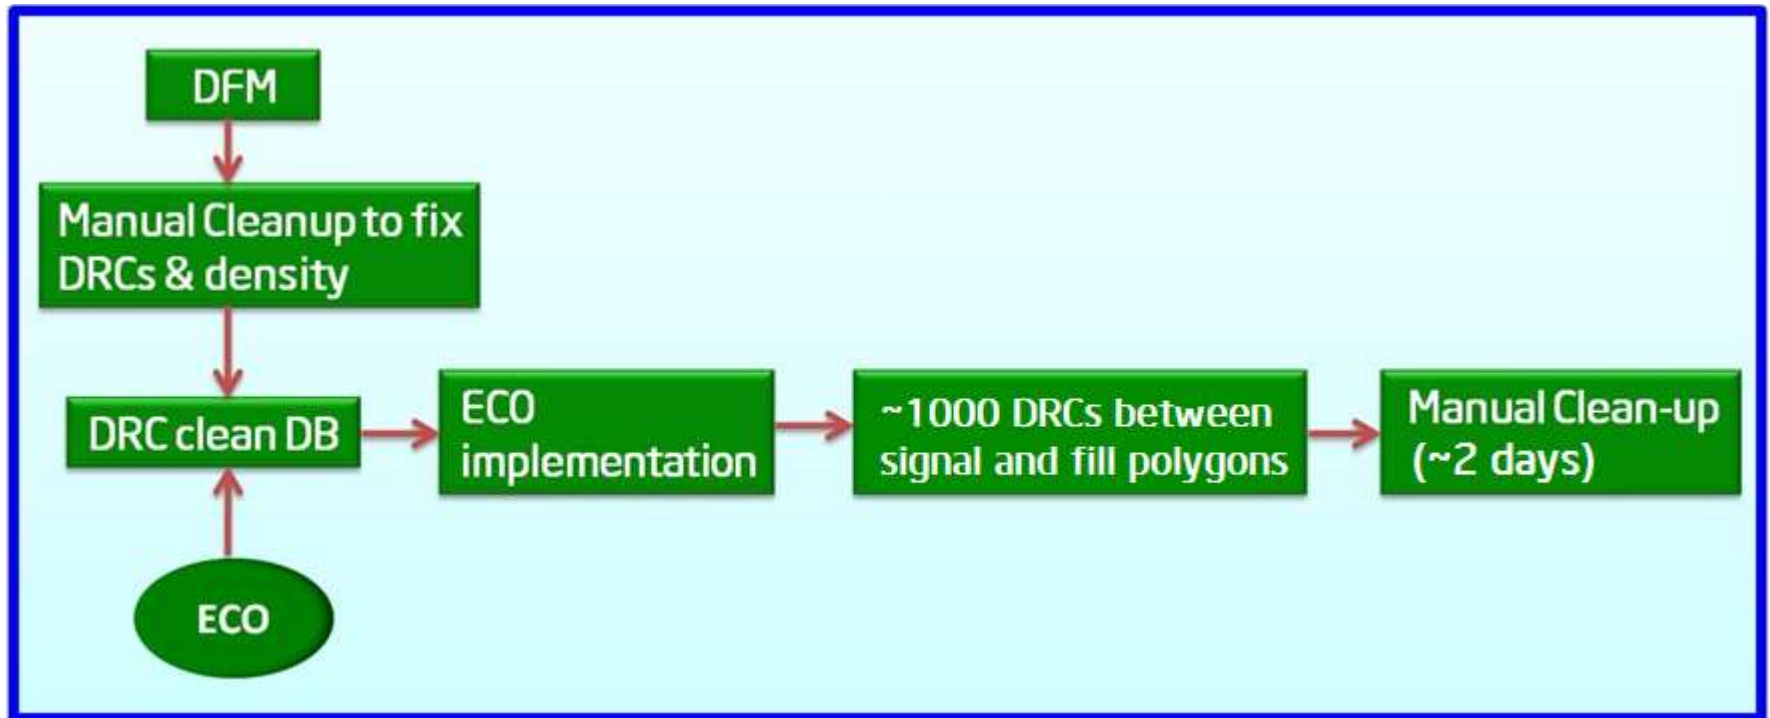 DFM
Manual Cleanup to fix
DRCs & density
DRC clean DB
ECO
implementation
~1000 DRCs between
signal and fill polygons
Manual Clean-up
(~2 days)
ECO